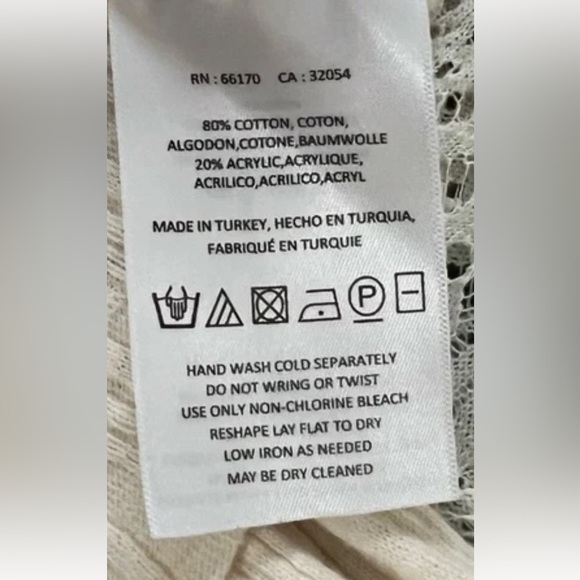 RN : 66170 CA : 32054
80% COTTON, COTON,
ALGODON,COTONE,BAUMWOLLE
20% ACRYLIC,ACRYLIQUE,
ACRILICO,ACRILICO,ACRYL
MADE IN TURKEY, HECHO EN TURQUIA,
FABRIQUÉ EN TURQUIE
P
HAND WASH COLD SEPARATELY
DO NOT WRING OR TWIST
USE ONLY NON-CHLORINE BLEACH
RESHAPE LAY FLAT TO DRY
LOW IRON AS NEEDED
MAY BE DRY CLEANED